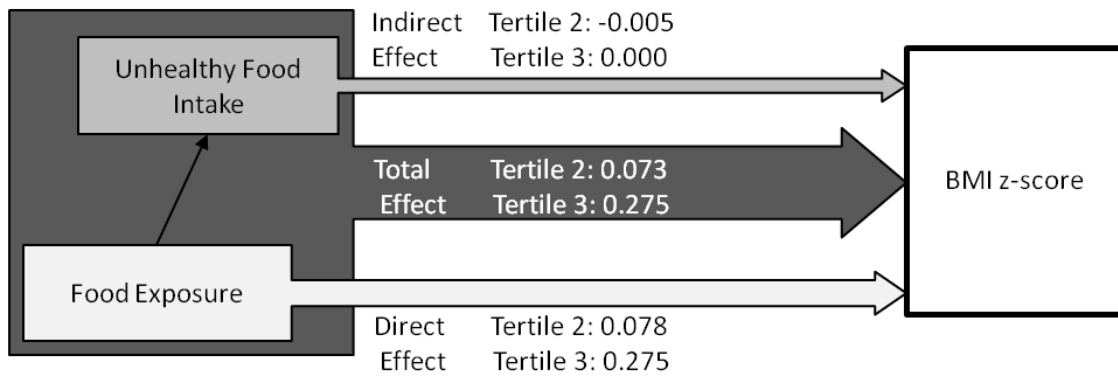 Indirect Tertile 2: -0.005
Effect Tertile 3: 0.000
Unhealthy Food
Intake
Total Tertile 2: 0.073
Effect Tertile 3: 0.275
BMI z-score
Food Exposure
Direct Tertile 2: 0.078
Effect Tertile 3: 0.275